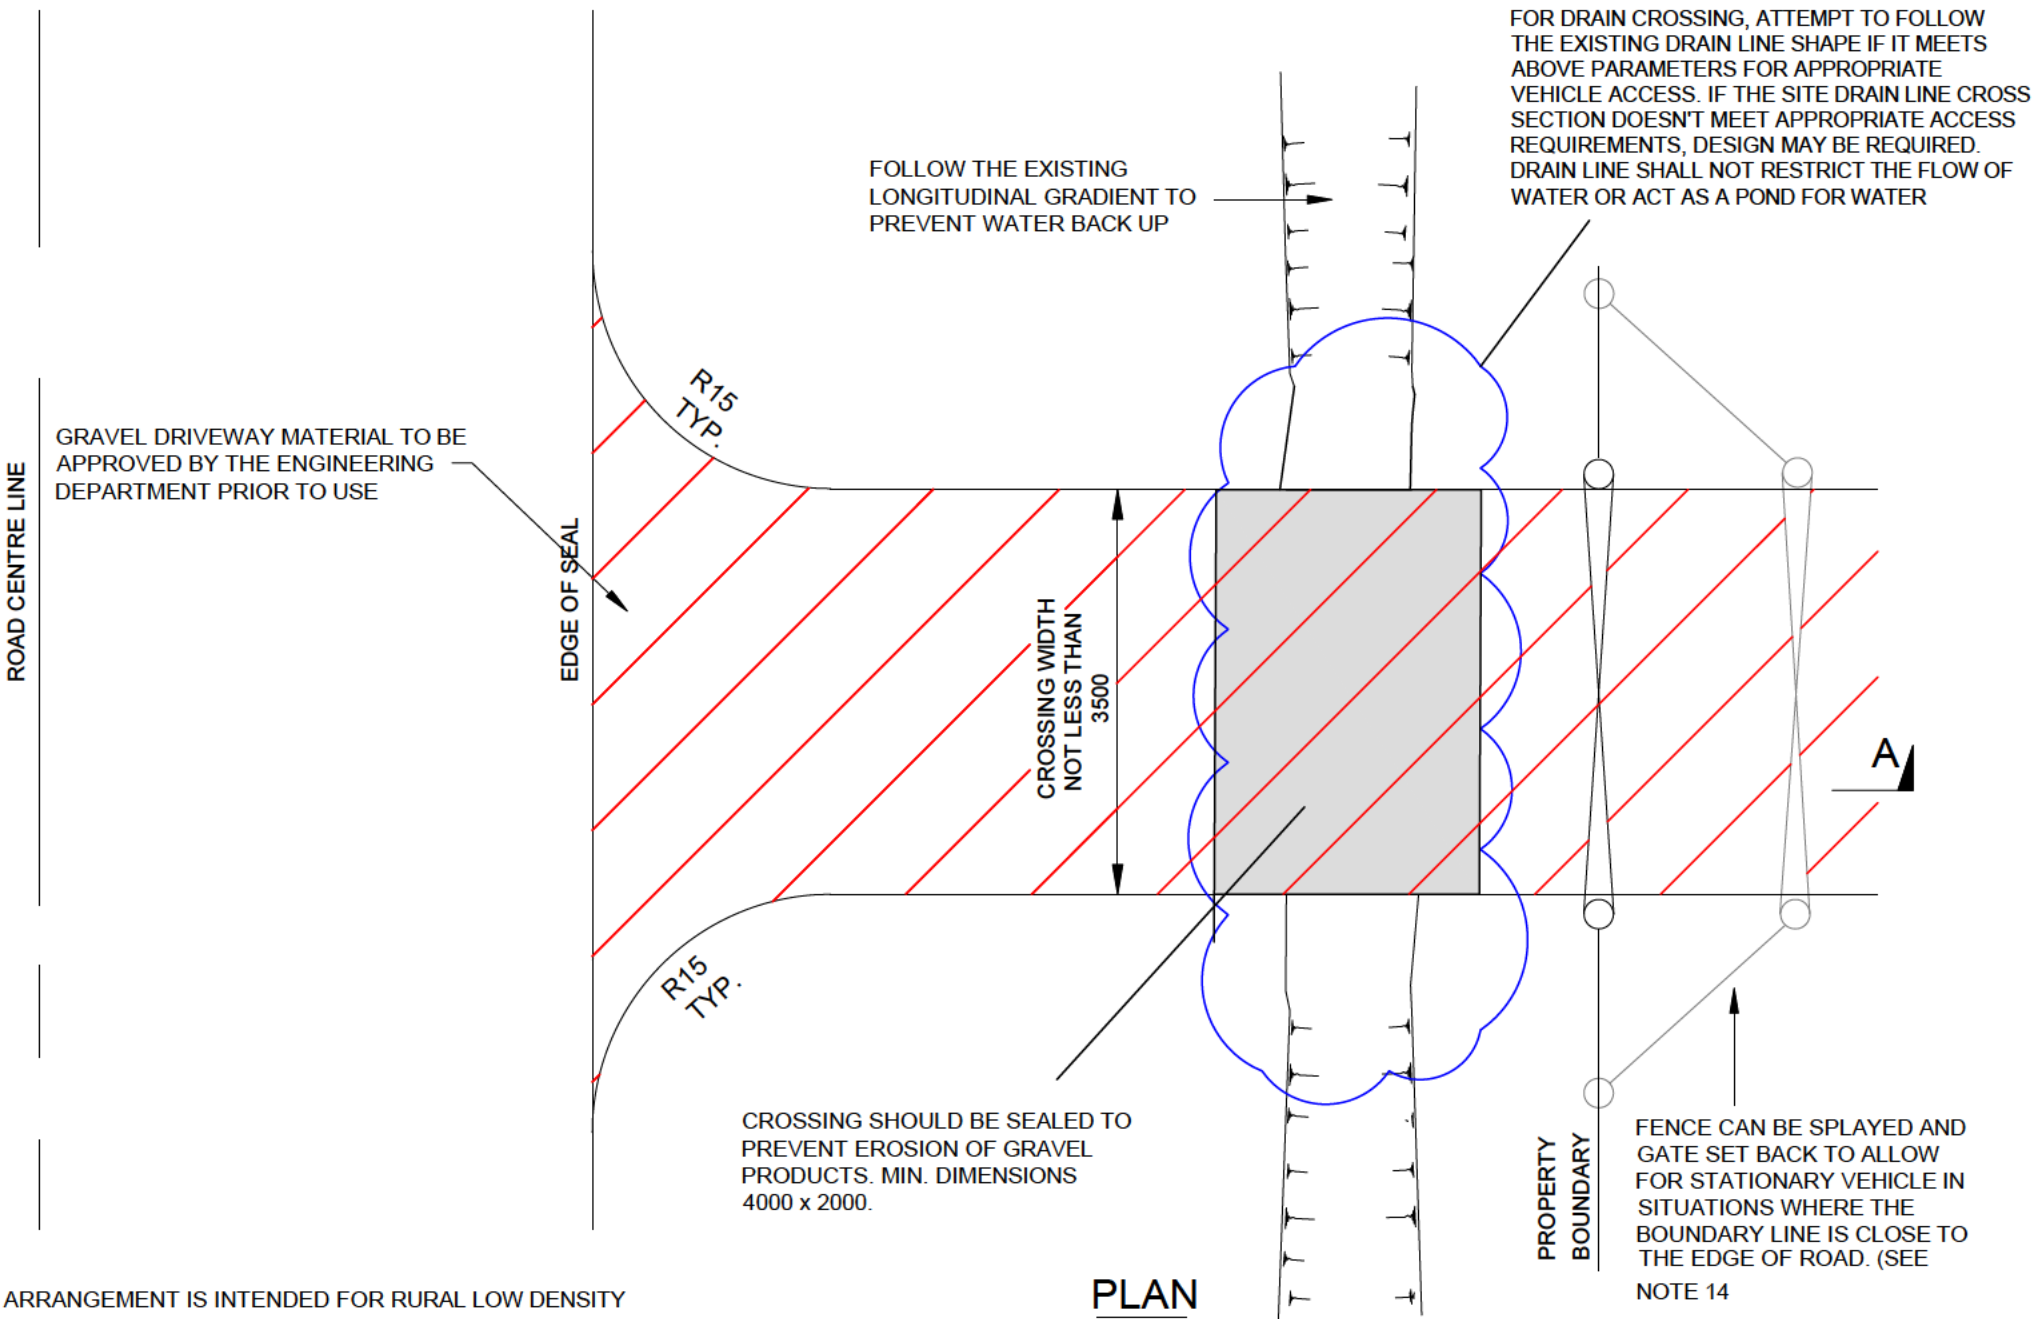 FOR DRAIN CROSSING, ATTEMPT TO FOLLOW
THE EXISTING DRAIN LINE SHAPE IF IT MEETS
ABOVE PARAMETERS FOR APPROPRIATE
VEHICLE ACCESS. IF THE SITE DRAIN LINE CROSS
SECTION DOESN'T MEET APPROPRIATE ACCESS
REQUIREMENTS, DESIGN MAY BE REQUIRED.
DRAIN LINE SHALL NOT RESTRICT THE FLOW OF
WATER OR ACT AS A POND FOR WATER
FOLLOW THE EXISTING
LONGITUDINAL GRADIENT TO
PREVENT WATER BACK UP
R15
TYP.
GRAVEL DRIVEWAY MATERIAL TO BE
APPROVED BY THE ENGINEERING
DEPARTMENT PRIOR TO USE
ROAD CENTRE LINE
EDGE OF SEAL
CROSSING WIDTH
NOT LESS THAN
3500
A
R15
TYP.
CROSSING SHOULD BE SEALED TO
PREVENT EROSION OF GRAVEL
PRODUCTS. MIN. DIMENSIONS
4000 x 2000.
PROPERTY
BOUNDARY
FENCE CAN BE SPLAYED AND
GATE SET BACK TO ALLOW
FOR STATIONARY VEHICLE IN
SITUATIONS WHERE THE
BOUNDARY LINE IS CLOSE TO
THE EDGE OF ROAD. (SEE
NOTE 14
ARRANGEMENT IS INTENDED FOR RURAL LOW DENSITY
PLAN